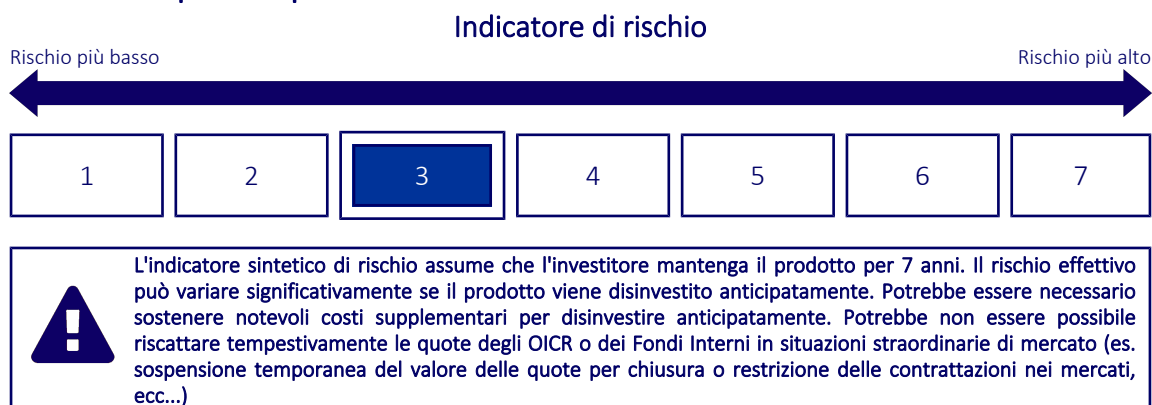 Indicatore di rischio
Rischio più basso
Rischio più alto
1 2 3 4 5 6 7
L'indicatore sintetico di rischio assume che l'investitore mantenga il prodotto per 7 anni. Il rischio effettivo
può variare significativamente se il prodotto viene disinvestito anticipatamente. Potrebbe essere necessario
sostenere notevoli costi supplementari per disinvestire anticipatamente. Potrebbe non essere possibile
riscattare tempestivamente le quote degli OICR o dei Fondi Interni in situazioni straordinarie di mercato (es.
sospensione temporanea del valore delle quote per chiusura o restrizione delle contrattazioni nei mercati,
ecc...)